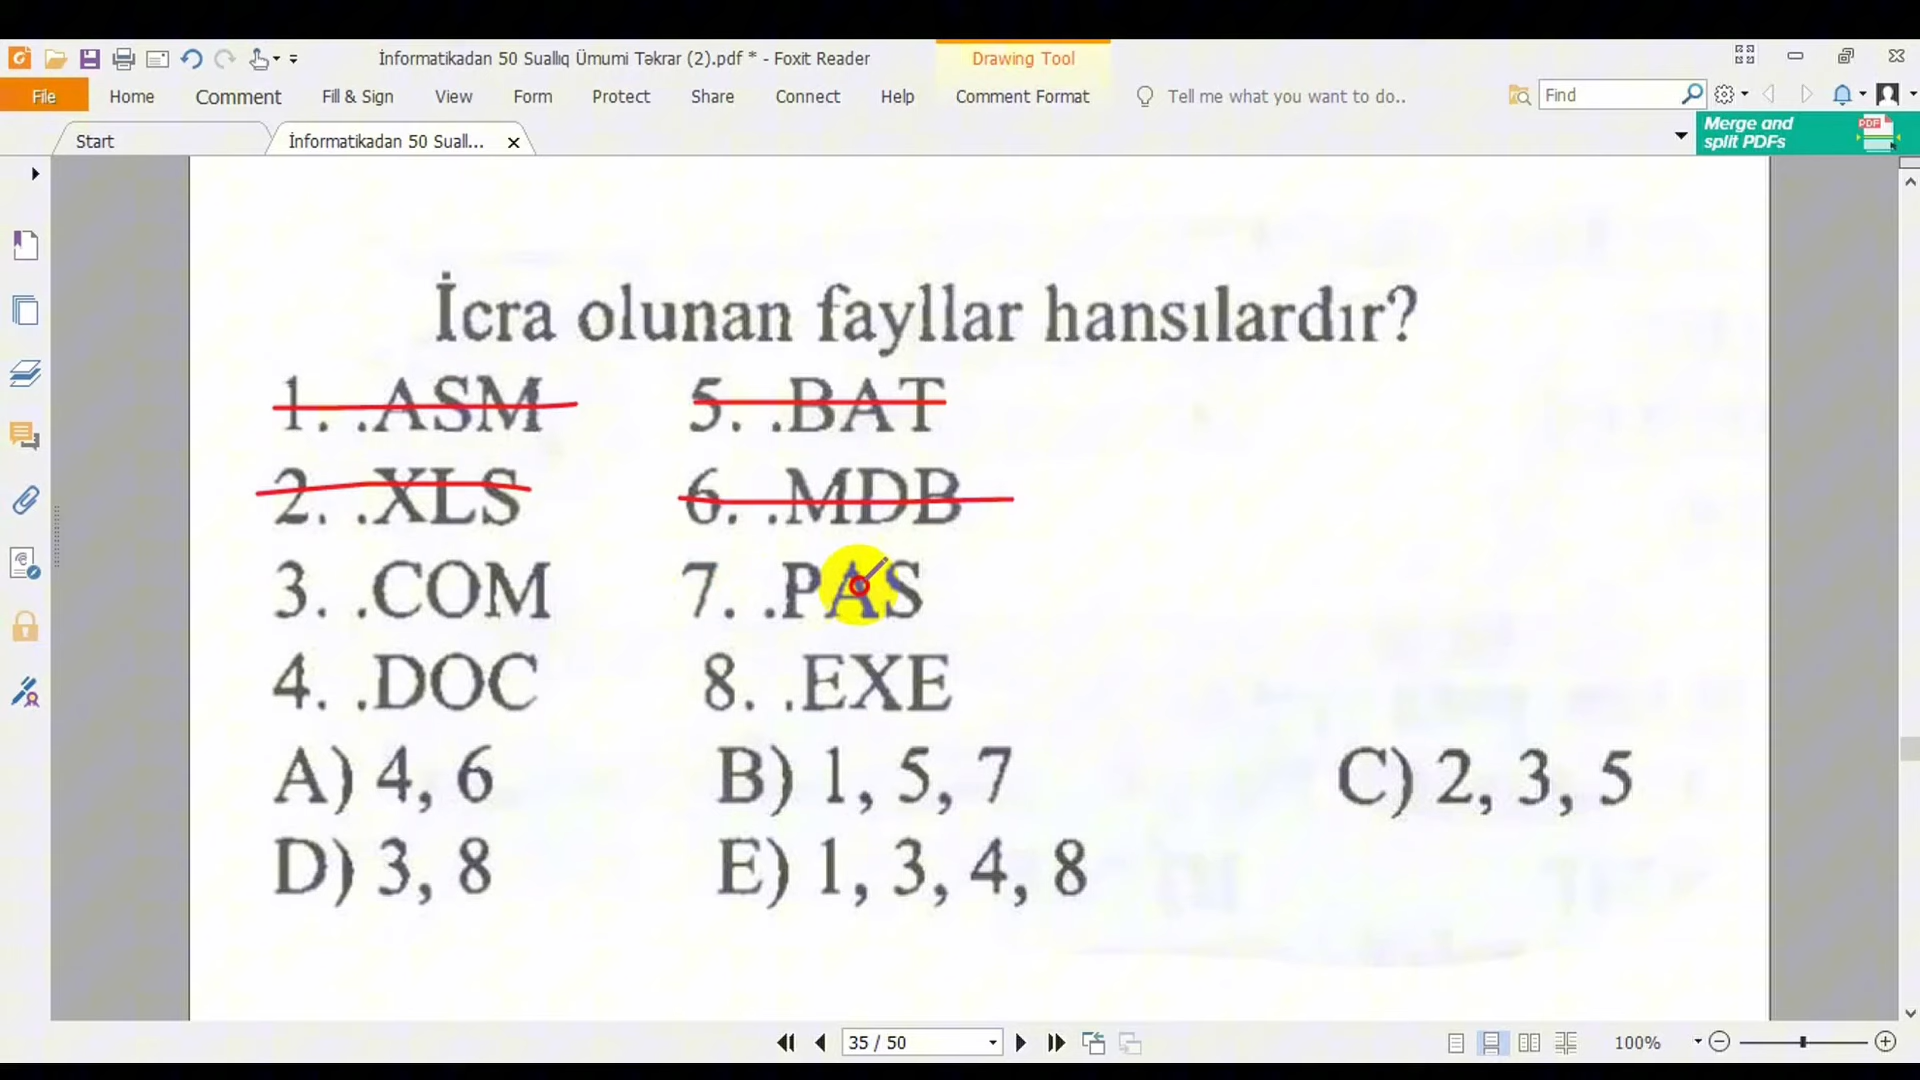 İnformatikadan 50 Suallıq Ümumi Təkrar (2).pdf * - Foxit Reader
Drawing Tool
File Home Comment Fill & Sign View Form Protect Share Connect Help Comment Format Tell me what you want to do.. Find
Start İnformatikadan 50 Suall... Merge and
split PDFs
PDF
İcra olunan fayllar hansılardır?
1. .ASM 5. .BAT
2. .XLS 6. .MDB
3. .COM 7. .PAS
4. .DOC 8. .EXE
A) 4, 6 B) 1, 5, 7 C) 2, 3, 5
D) 3, 8 E) 1, 3, 4, 8
35 / 50 100%